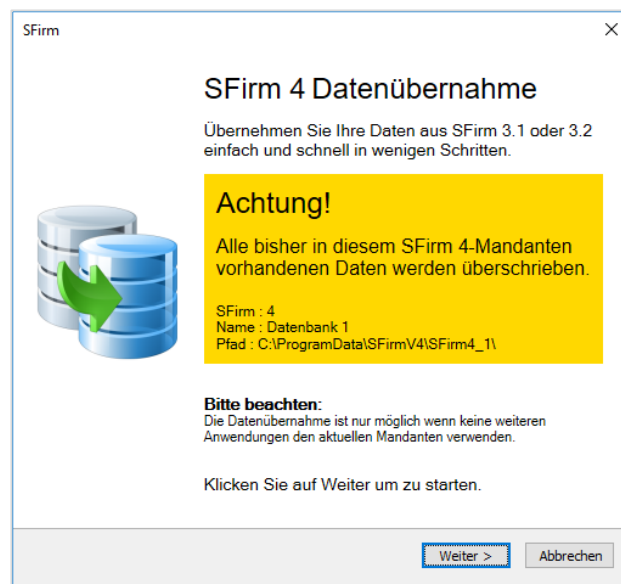 SFirm
SFirm 4 Datenübernahme
Übernehmen Sie Ihre Daten aus SFirm 3.1 oder 3.2
einfach und schnell in wenigen Schritten.
Achtung!
Alle bisher in diesem SFirm 4-Mandanten
vorhandenen Daten werden überschrieben.
SFirm : 4
Name : Datenbank 1
Pfad : C:\ProgramData\SFirmV4\SFirm4_1\
Bitte beachten:
Die Datenübernahme ist nur möglich wenn keine weiteren
Anwendungen den aktuellen Mandanten verwenden.
Klicken Sie auf Weiter um zu starten.
Weiter > Abbrechen